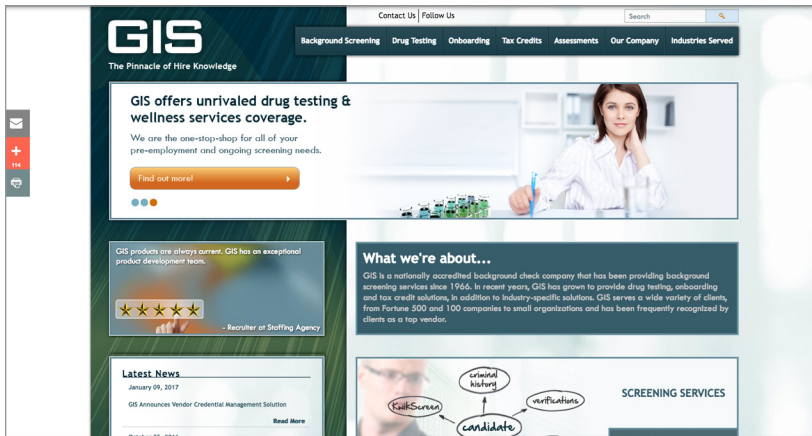 Contact Us | Follow Us
Search
GIS
The Pinnacle of Hire Knowledge
Background Screening Drug Testing Onboarding Tax Credits Assessments Our Company Industries Served
GIS offers unrivaled drug testing &
wellness services coverage.
We are the one-stop-shop for all of your
pre-employment and ongoing screening needs.
Find out more!
114
GIS products are always current. GIS has an exceptional
product development team.
- Recruiter at Staffing Agency
What we're about...
GIS is a nationally accredited background check company that has been providing background
screening services since 1966. In recent years, GIS has grown to provide drug testing, onboarding
and tax credit solutions, in addition to industry-specific solutions. GIS serves a wide variety of clients,
from Fortune 500 and 100 companies to small organizations and has been frequently recognized by
clients as a top vendor.
Latest News
January 09, 2017
GIS Announces Vendor Credential Management Solution
Read More
criminal
history
KwikScreen
verifications
candidate
SCREENING SERVICES